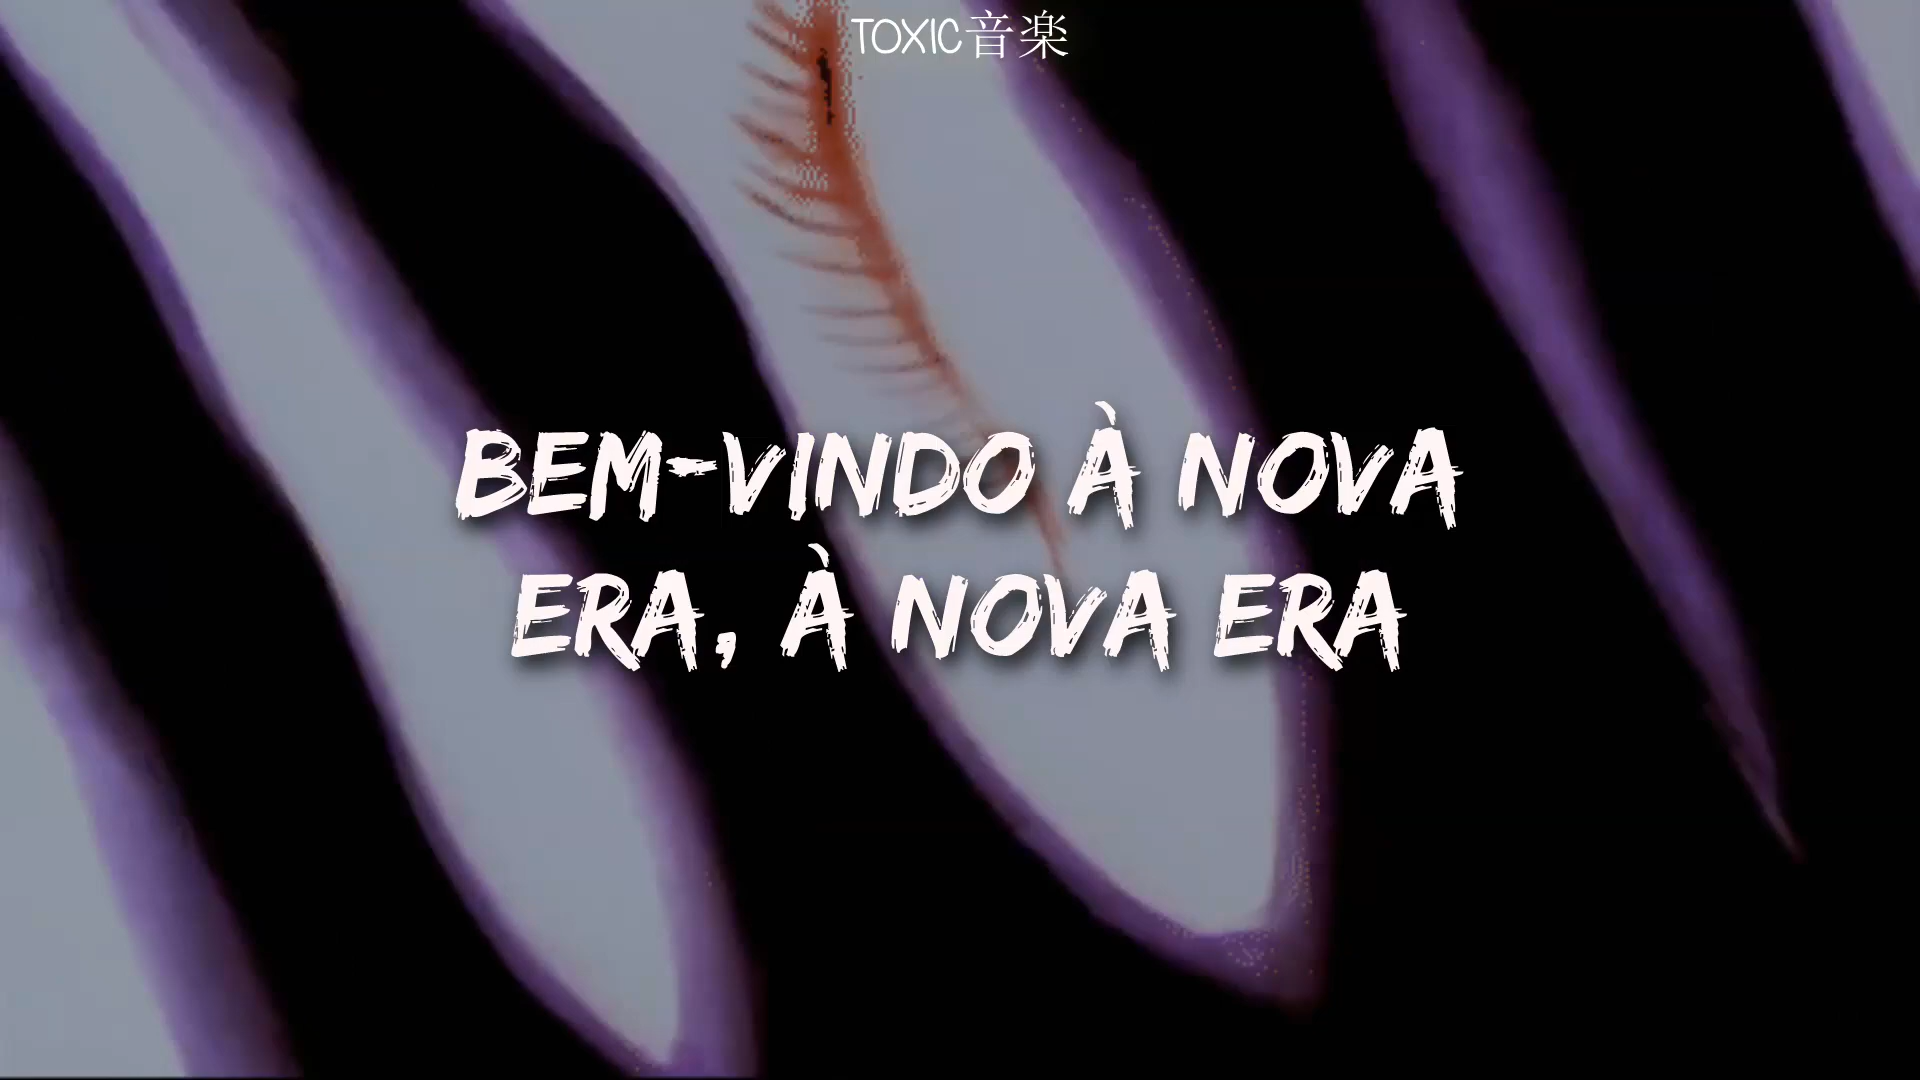 TOXIC音楽
BEM-VINDO À NOVA
ERA, À NOVA ERA